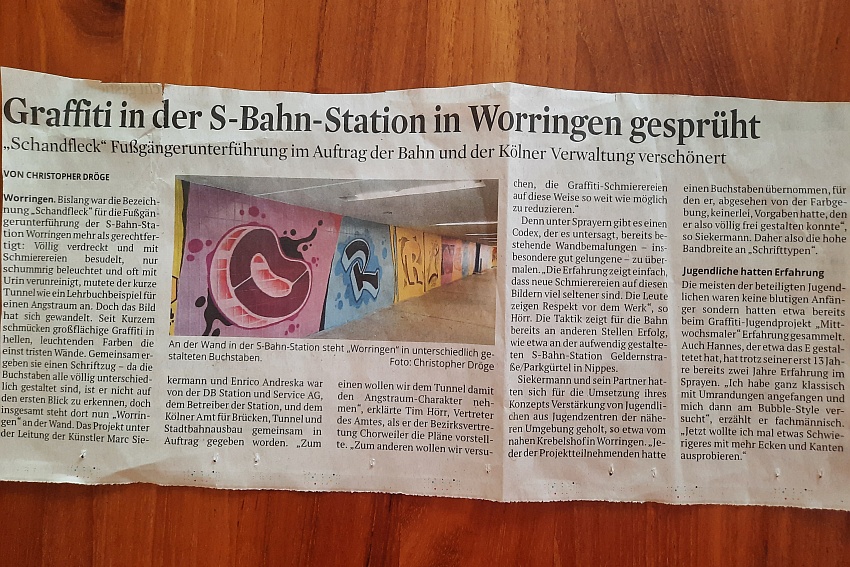 Graffiti in der S-Bahn-Station in Worringen gesprüht
„Schandfleck“ Fußgängerunterführung im Auftrag der Bahn und der Kölner Verwaltung verschönert
VON CHRISTOPHER DRÖGE
Worringen. Bislang war die Bezeich-
nung „Schandfleck“ für die Fußgän-
gerunterführung der S-Bahn-Sta-
tion Worringen mehr als gerechtfer-
tigt: Völlig verdreckt und mit
Schmierereien besudelt, nur
schummrig beleuchtet und oft mit
Urin verunreinigt, mutete der kurze
Tunnel wie ein Lehrbuchbeispiel für
einen Angstraum an. Doch das Bild
hat sich gewandelt. Seit Kurzem
schmücken großflächige Graffiti in
hellen, leuchtenden Farben die
einst tristen Wände. Gemeinsam er-
geben sie einen Schriftzug – da die
Buchstaben alle völlig unterschied-
lich gestaltet sind, ist er nicht auf
den ersten Blick zu erkennen, doch
insgesamt steht dort nun „Worrin-
gen“ an der Wand. Das Projekt unter
der Leitung der Künstler Marc Sie-
An der Wand in der S-Bahn-Station steht „Worringen“ in unterschiedlich ge-
stalteten Buchstaben.
Foto: Christopher Dröge
kermann und Enrico Andreska war
von der DB Station und Service AG,
dem Betreiber der Station, und dem
Kölner Amt für Brücken, Tunnel und
Stadtbahnausbau gemeinsam in
Auftrag gegeben worden. „Zum
einen wollen wir dem Tunnel damit
den Angstraum-Charakter neh-
men“, erklärte Tim Hörr, Vertreter
des Amtes, als er der Bezirksvertre-
tung Chorweiler die Pläne vorstell-
te. „Zum anderen wollen wir versu-
chen, die Graffiti-Schmierereien
auf diese Weise so weit wie möglich
zu reduzieren.“
Denn unter Sprayern gibt es einen
Codex, der es untersagt, bereits be-
stehende Wandbemalungen – ins-
besondere gut gelungene – zu über-
malen. „Die Erfahrung zeigt einfach,
dass neue Schmierereien auf diesen
Bildern viel seltener sind. Die Leute
zeigen Respekt vor dem Werk“, so
Hörr. Die Taktik zeigt für die Bahn
bereits an anderen Stellen Erfolg,
wie etwa an der aufwendig gestalte-
ten S-Bahn-Station Geldernstra-
ße/Parkgürtel in Nippes.
Siekermann und sein Partner hat-
ten sich für die Umsetzung ihres
Konzepts Verstärkung von Jugendli-
chen aus Jugendzentren der nähe-
ren Umgebung geholt, so etwa vom
nahen Krebelshof in Worringen. „Je-
der der Projektteilnehmenden hatte
einen Buchstaben übernommen, für
den er, abgesehen von der Farbge-
bung, keinerlei, Vorgaben hatte, den
er also völlig frei gestalten konnte“,
so Siekermann. Daher also die hohe
Bandbreite an „Schrifttypen“.
Jugendliche hatten Erfahrung
Die meisten der beteiligten Jugend-
lichen waren keine blutigen Anfän-
ger sondern hatten etwa bereits
beim Graffiti-Jugendprojekt „Mitt-
wochsmaler“ Erfahrung gesammelt.
Auch Hannes, der etwa das E gestal-
tetet hat, hat trotz seiner erst 13 Jah-
re bereits zwei Jahre Erfahrung im
Sprayen. „Ich habe ganz klassisch
mit Umrandungen angefangen und
mich dann am Bubble-Style ver-
sucht“, erzählt er fachmännisch.
„Jetzt wollte ich mal etwas Schwie-
rigeres mit mehr Ecken und Kanten
ausprobieren.“